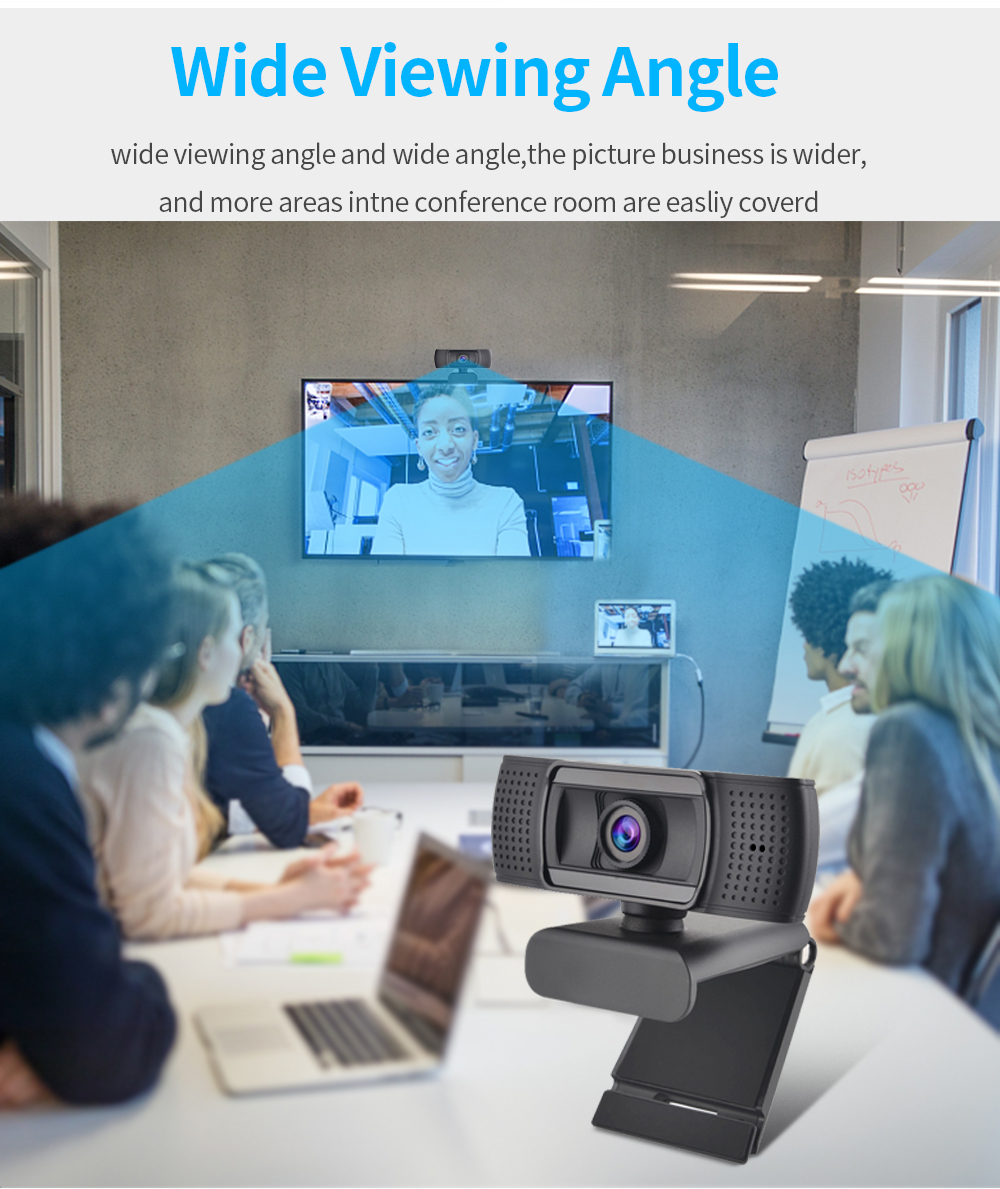 Wide Viewing Angle
wide viewing angle and wide angle,the picture business is wider,
and more areas intne conference room are easliy coverd
isotypes